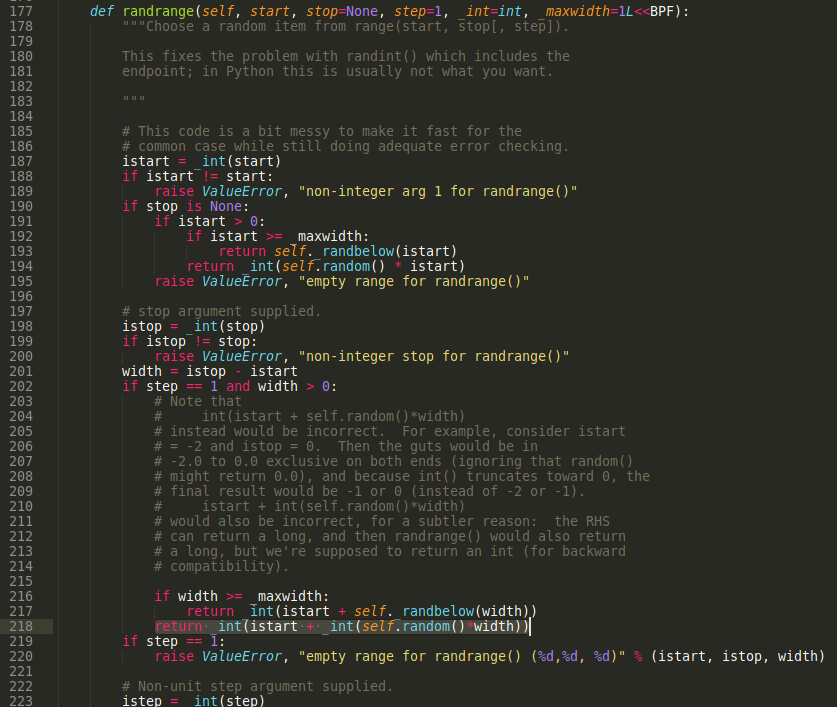 177 def randrange(self, start, stop=None, step=1, _int=int, _maxwidth=1L<<BPF):
178 """Choose a random item from range(start, stop[, step]).
179
180 This fixes the problem with randint() which includes the
181 endpoint; in Python this is usually not what you want.
182
183 """
184
185 # This code is a bit messy to make it fast for the
186 # common case while still doing adequate error checking.
187 istart = _int(start)
188 if istart != start:
189 raise ValueError, "non-integer arg 1 for randrange()"
190 if stop is None:
191 if istart > 0:
192 if istart >= _maxwidth:
193 return self._randbelow(istart)
194 return _int(self.random() * istart)
195 raise ValueError, "empty range for randrange()"
196
197 # stop argument supplied.
198 istop = _int(stop)
199 if istop != stop:
200 raise ValueError, "non-integer stop for randrange()"
201 width = istop - istart
202 if step == 1 and width > 0:
203 # Note that
204 #     int(istart + self.random()*width)
205 # instead would be incorrect.  For example, consider istart
206 # = -2 and istop = 0.  Then the guts would be in
207 # -2.0 to 0.0 exclusive on both ends (ignoring that random()
208 # might return 0.0), and because int() truncates toward 0, the
209 # final result would be -1 or 0 (instead of -2 or -1).
210 #     istart + int(self.random()*width)
211 # would also be incorrect, for a subtler reason:  the RHS
212 # can return a long, and then randrange() would also return
213 # a long, but we're supposed to return an int (for backward
214 # compatibility).
215
216 if width >= _maxwidth:
217 return _int(istart + self._randbelow(width))
218 return _int(istart + _int(self.random()*width))
219 if step == 1:
220 raise ValueError, "empty range for randrange() (%d,%d, %d)" % (istart, istop, width)
221
222 # Non-unit step argument supplied.
223 istep = _int(step)